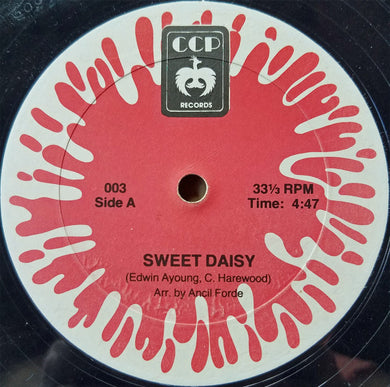 CCP
RECORDS
003
Side A
33⅓ RPM
Time: 4:47
SWEET DAISY
(Edwin Ayoung, C. Harewood)
Arr. by Ancil Forde